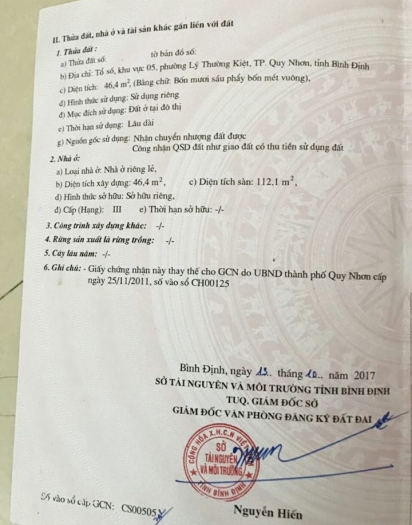 II. Thửa đất, nhà ở và tài sản khác gắn liền với đất
1. Thửa đất:
a) Thửa đất số: tờ bản đồ số:
b) Địa chỉ: Tổ số, khu vực 05, phường Lý Thường Kiệt, TP. Quy Nhơn, tỉnh Bình Định
c) Diện tích: 46,4 m², (Bằng chữ: Bốn mươi sáu phẩy bốn mét vuông),
d) Hình thức sử dụng: Sử dụng riêng
đ) Mục đích sử dụng: Đất ở tại đô thị
e) Thời hạn sử dụng: Lâu dài
g) Nguồn gốc sử dụng: Nhận chuyển nhượng đất được
Công nhận QSD đất như giao đất có thu tiền sử dụng đất
2. Nhà ở:
a) Loại nhà ở: Nhà ở riêng lẻ,
b) Diện tích xây dựng: 46,4 m², c) Diện tích sàn: 112,1 m²,
d) Hình thức sở hữu: Sở hữu riêng,
đ) Cấp (Hạng): III e) Thời hạn sở hữu: -/-
3. Công trình xây dựng khác: -/-
4. Rừng sản xuất là rừng trồng: -/-
5. Cây lâu năm: -/-
6. Ghi chú: - Giấy chứng nhận này thay thế cho GCN do UBND thành phố Quy Nhơn cấp
ngày 25/11/2011, số vào sổ CH00125
Bình Định, ngày 13.. tháng 10.. năm 2017
SỞ TÀI NGUYÊN VÀ MÔI TRƯỜNG TỈNH BÌNH ĐỊNH
TUQ. GIÁM ĐỐC SỞ
GIÁM ĐỐC VĂN PHÒNG ĐĂNG KÝ ĐẤT ĐAI
CỘNG HÒA X.H.C.N VIỆT
SỞ
TÀI NGUYÊN
VÀ MÔI TRƯỜNG
TỈNH BÌNH ĐỊNH
Số vào sổ cấp GCN: CS00505
Nguyễn Hiến